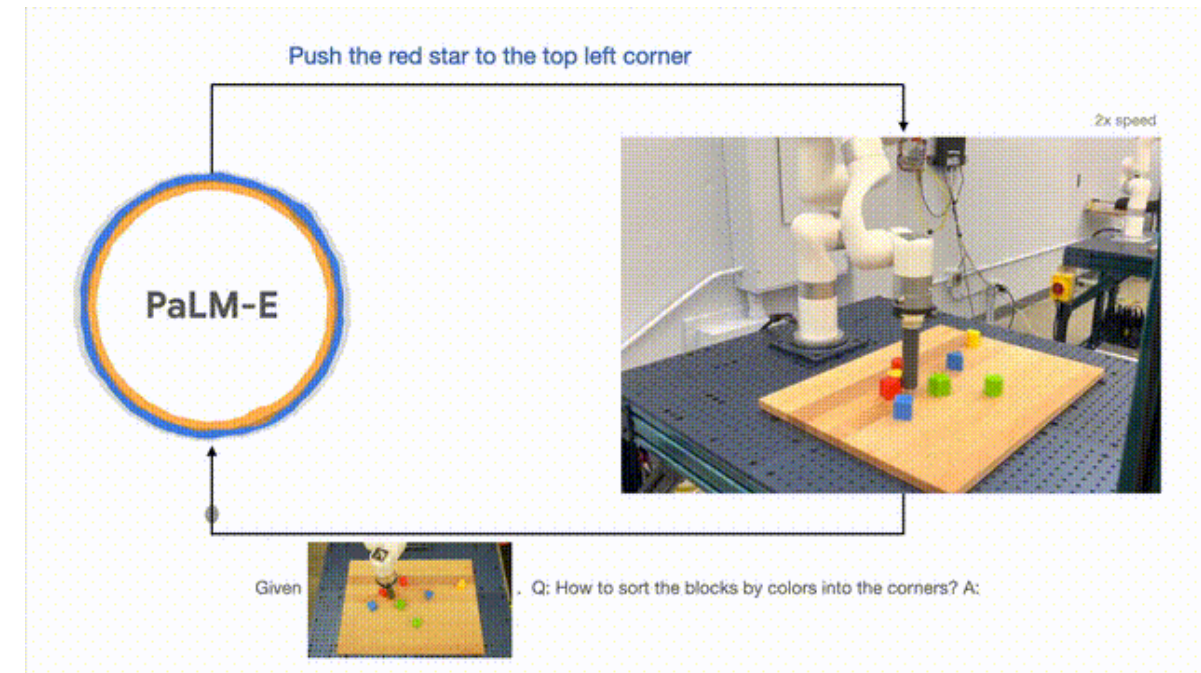 Push the red star to the top left corner
2x speed
PaLM-E
Given . Q: How to sort the blocks by colors into the corners? A: